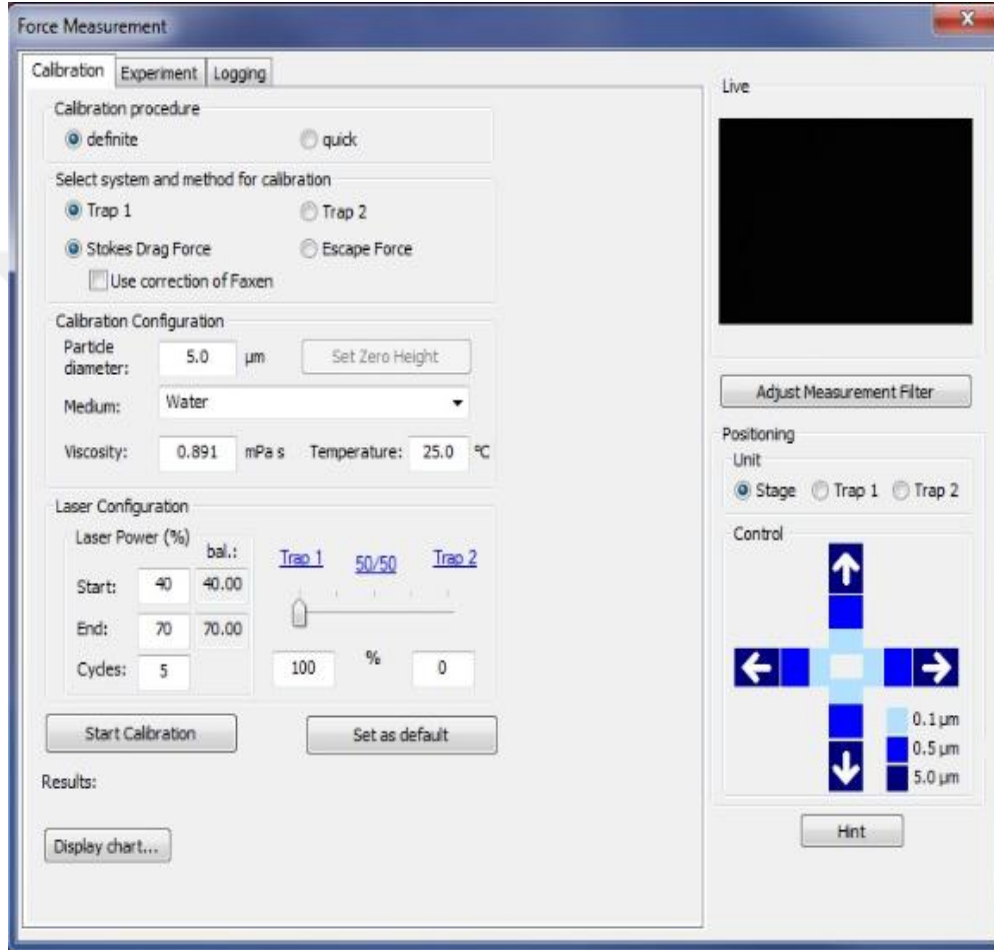 Force Measurement
Calibration Experiment Logging
Calibration procedure
definite quick
Select system and method for calibration
Trap 1 Trap 2
Stokes Drag Force Escape Force
Use correction of Faxen
Calibration Configuration
Particle
diameter: 5.0 µm Set Zero Height
Medium: Water
Viscosity: 0.891 mPa s Temperature: 25.0 °C
Laser Configuration
Laser Power (%)
bal.:
Trap 1 50/50 Trap 2
Start: 40 40.00
End: 70 70.00
Cycles: 5
100 % 0
Start Calibration Set as default
Results:
Display chart...
Live
Adjust Measurement Filter
Positioning
Unit
Stage Trap 1 Trap 2
Control
0.1 µm
0.5 µm
5.0 µm
Hint